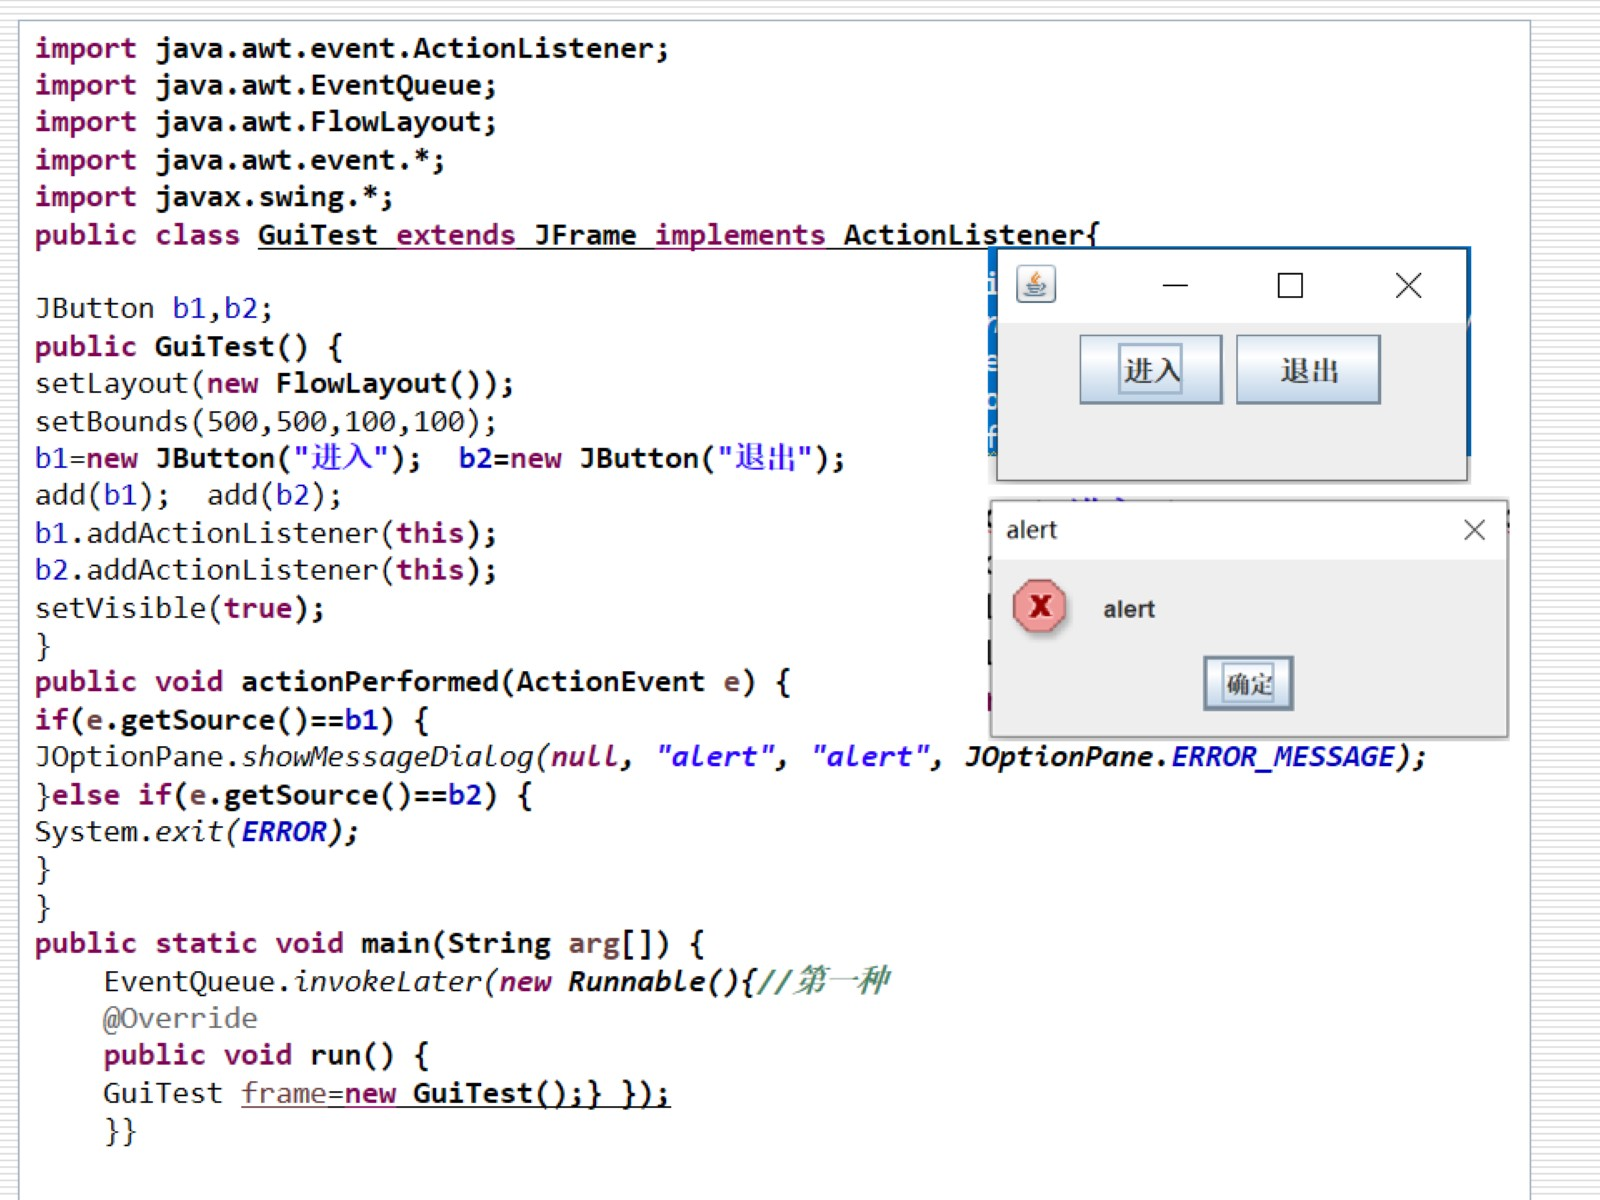 import java.awt.event.ActionListener;
import java.awt.EventQueue;
import java.awt.FlowLayout;
import java.awt.event.*;
import javax.swing.*;
public class GuiTest extends JFrame implements ActionListener{
JButton b1,b2;
public GuiTest() {
setLayout(new FlowLayout());
setBounds(500,500,100,100);
b1=new JButton("进入");  b2=new JButton("退出");
add(b1);  add(b2);
b1.addActionListener(this);
b2.addActionListener(this);
setVisible(true);
}
public void actionPerformed(ActionEvent e) {
if(e.getSource()==b1) {
JOptionPane.showMessageDialog(null, "alert", "alert", JOptionPane.ERROR_MESSAGE);
}else if(e.getSource()==b2) {
System.exit(ERROR);
}
}
public static void main(String arg[]) {
    EventQueue.invokeLater(new Runnable(){//第一种
    @Override
    public void run() {
    GuiTest frame=new GuiTest();} });
    }}
进入 退出
alert
alert
确定